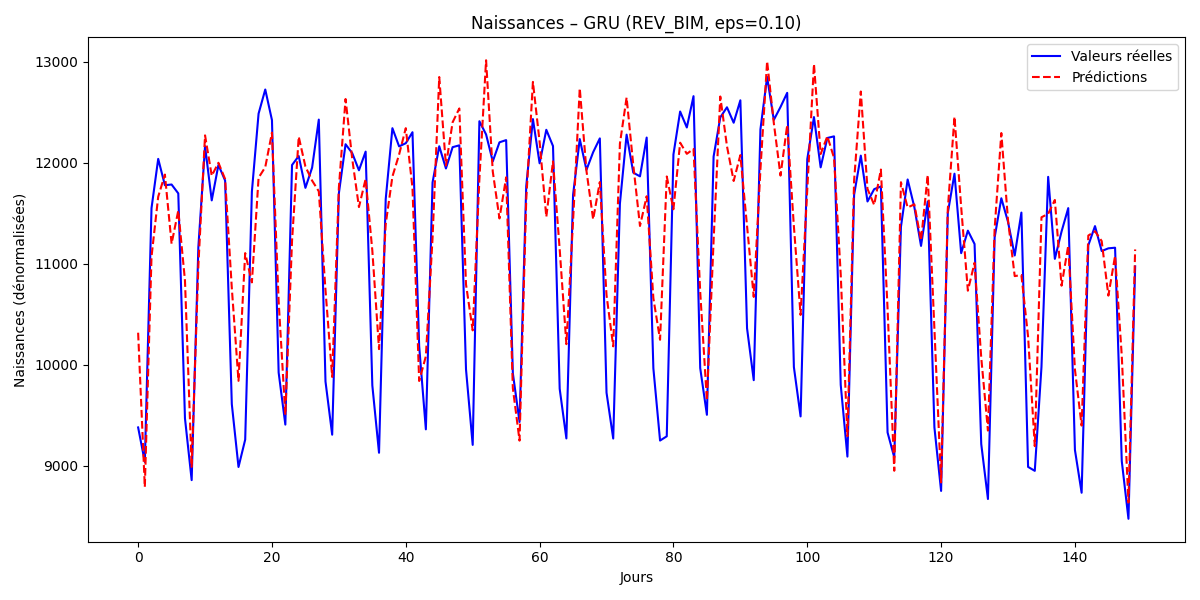 Naissances – GRU (REV_BIM, eps=0.10)
Valeurs réelles
Prédictions
Naissances (dénormalisées)
13000
12000
11000
10000
9000
0 20 40 60 80 100 120 140
Jours